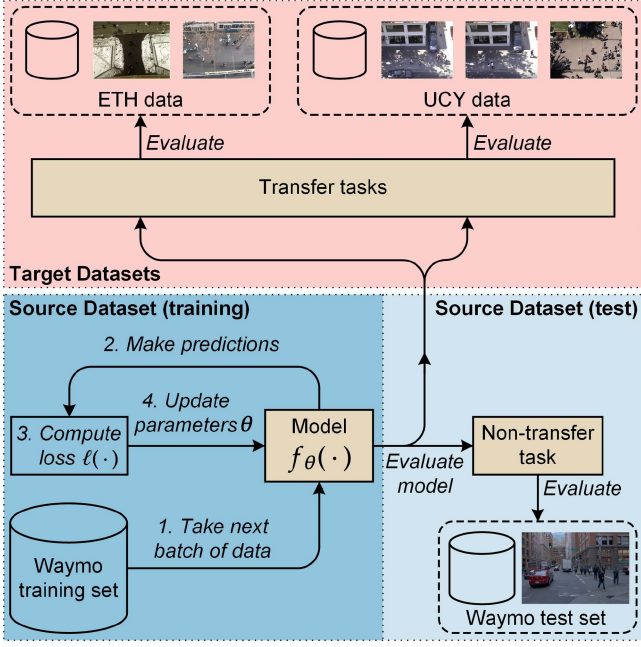 ETH data
UCY data
Evaluate
Evaluate
Transfer tasks
Target Datasets
Source Dataset (training)
Source Dataset (test)
2. Make predictions
4. Update
parameters θ
3. Compute
loss ℓ(·)
Model
fθ(·)
Evaluate
model
Non-transfer
task
Evaluate
1. Take next
batch of data
Waymo
training set
Waymo test set